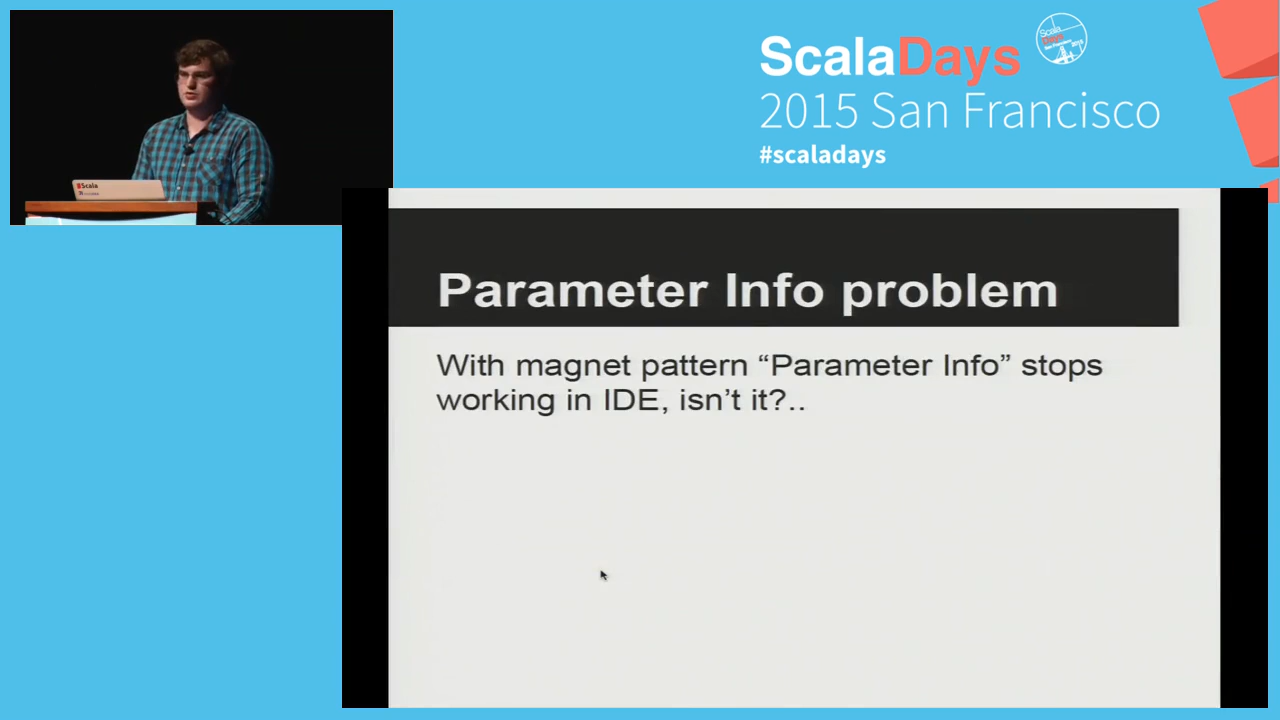 ScalaDays
2015 San Francisco
#scaladays
Scala
Parameter Info problem
With magnet pattern “Parameter Info” stops
working in IDE, isn’t it?..